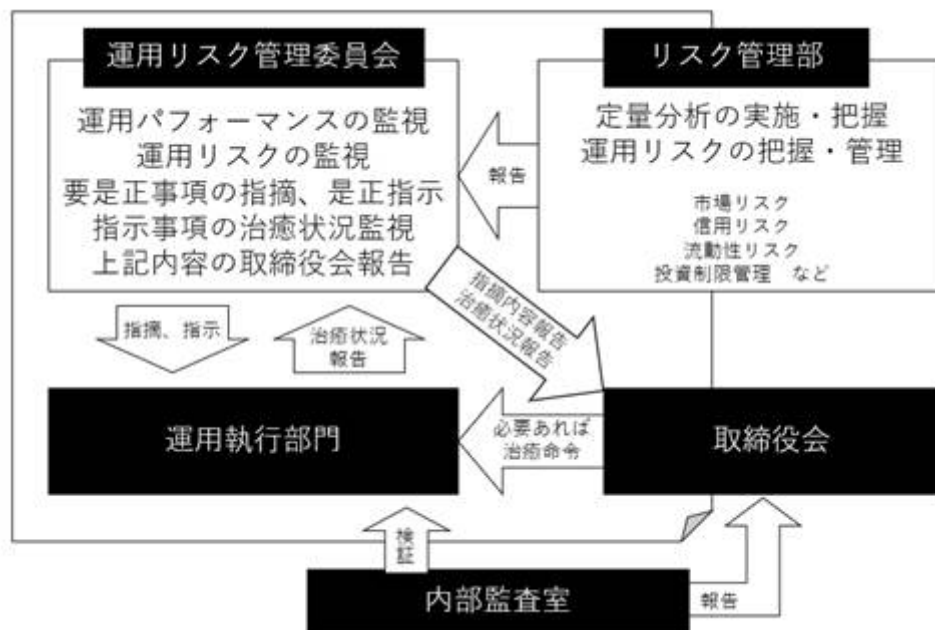 運用リスク管理委員会
運用パフォーマンスの監視
運用リスクの監視
要是正事項の指摘、是正指示
指示事項の治癒状況監視
上記内容の取締役会報告
リスク管理部
定量分析の実施・把握
運用リスクの把握・管理
市場リスク
信用リスク
流動性リスク
投資制限管理　など
報告
指摘内容報告
治癒状況報告
指摘、指示
治癒状況
報告
運用執行部門
必要あれば
治癒命令
取締役会
検証
内部監査室
報告